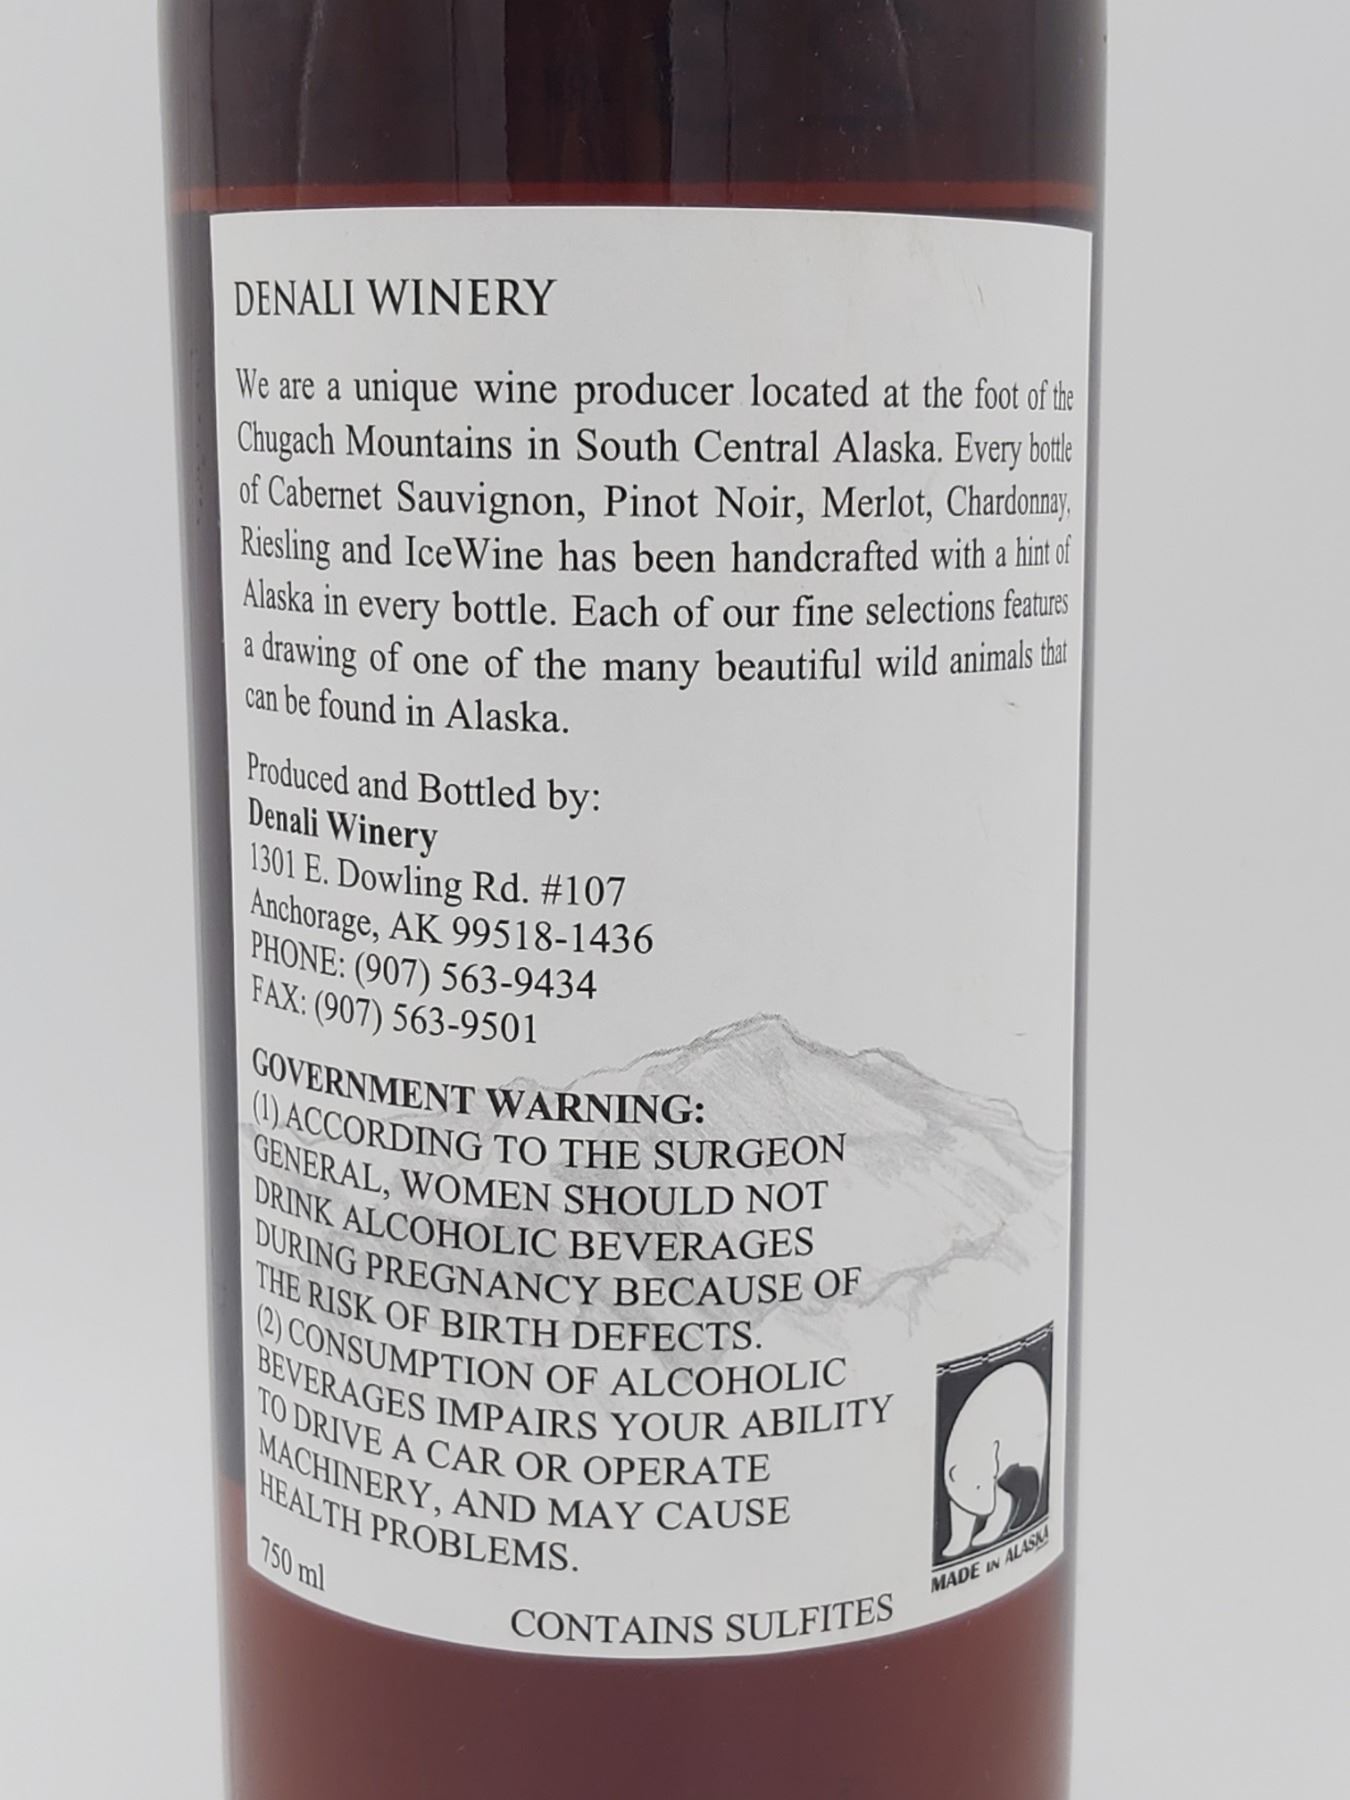 DENALI WINERY
We are a unique wine producer located at the foot of the
Chugach Mountains in South Central Alaska. Every bottle
of Cabernet Sauvignon, Pinot Noir, Merlot, Chardonnay,
Riesling and IceWine has been handcrafted with a hint of
Alaska in every bottle. Each of our fine selections features
a drawing of one of the many beautiful wild animals that
can be found in Alaska.
Produced and Bottled by:
Denali Winery
1301 E. Dowling Rd. #107
Anchorage, AK 99518-1436
PHONE: (907) 563-9434
FAX: (907) 563-9501
GOVERNMENT WARNING:
(1) ACCORDING TO THE SURGEON
GENERAL, WOMEN SHOULD NOT
DRINK ALCOHOLIC BEVERAGES
DURING PREGNANCY BECAUSE OF
THE RISK OF BIRTH DEFECTS.
(2) CONSUMPTION OF ALCOHOLIC
BEVERAGES IMPAIRS YOUR ABILITY
TO DRIVE A CAR OR OPERATE
MACHINERY, AND MAY CAUSE
HEALTH PROBLEMS.
750 ml
MADE IN ALASKA
CONTAINS SULFITES